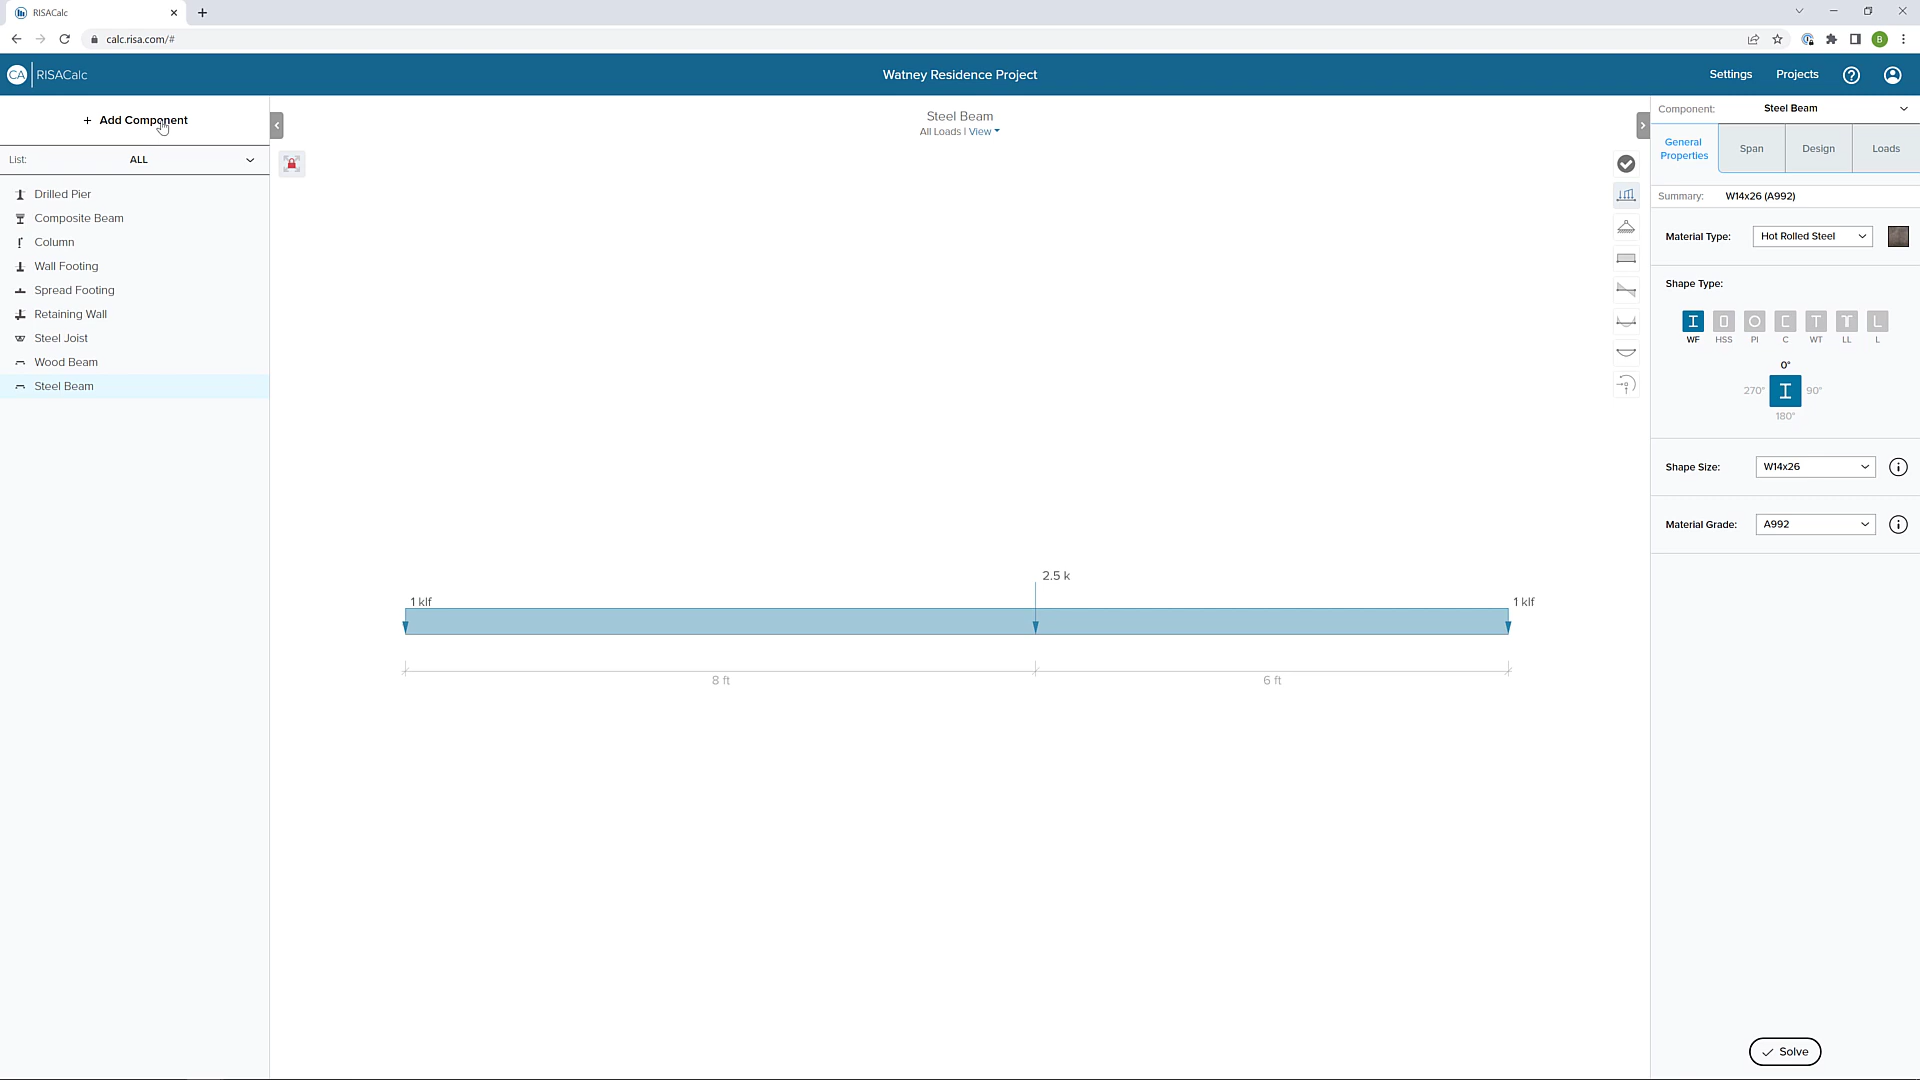 RISACalc
calc.risa.com/#
B
CA RISACalc
Watney Residence Project
Settings
Projects
+ Add Component
List: ALL
Drilled Pier
Composite Beam
Column
Wall Footing
Spread Footing
Retaining Wall
Steel Joist
Wood Beam
Steel Beam
Steel Beam
All Loads | View
1 klf
2.5 k
1 klf
8 ft
6 ft
Component: Steel Beam
General Properties
Span
Design
Loads
Summary: W14x26 (A992)
Material Type: Hot Rolled Steel
Shape Type:
WF HSS PI C WT LL L
0°
270° 90°
180°
Shape Size: W14x26
Material Grade: A992
Solve